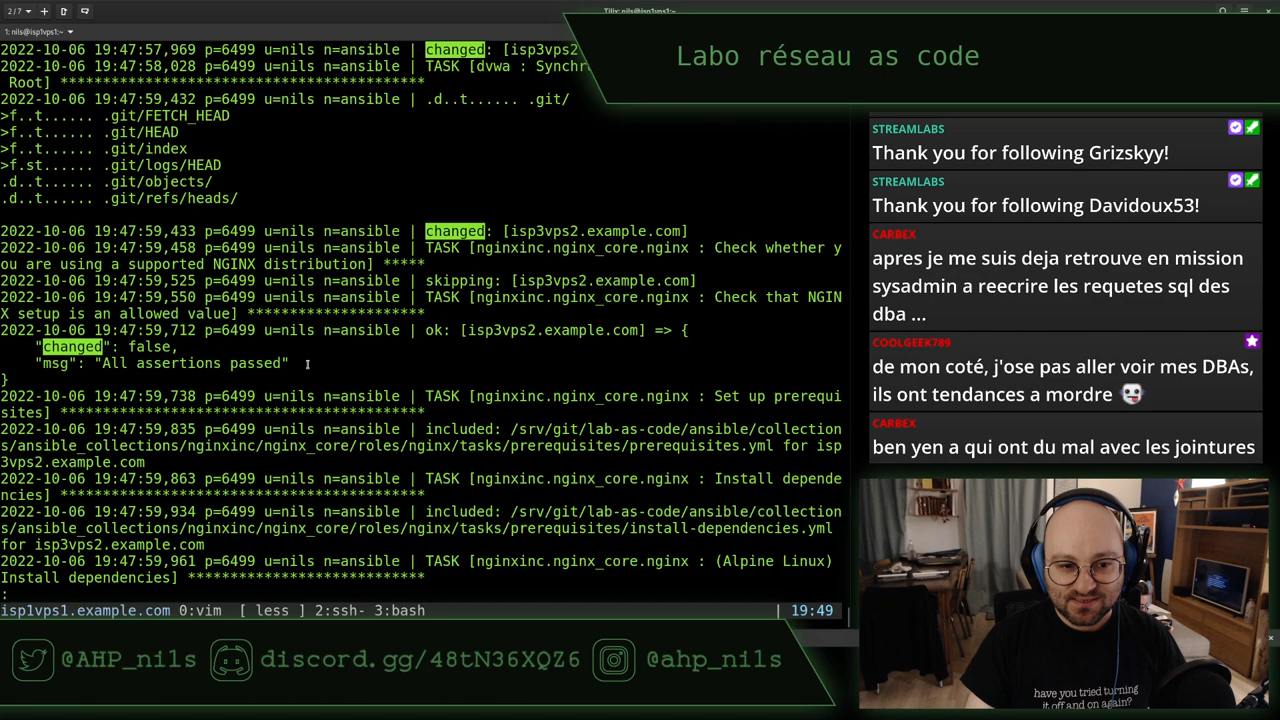 2/7
Tilix: nils@isp1vps1:~
1: nils@isp1vps1:~
2022-10-06 19:47:57,969 p=6499 u=nils n=ansible | changed: [isp3vps2
2022-10-06 19:47:58,028 p=6499 u=nils n=ansible | TASK [dvwa : Synchr
 Root] ********************************************
2022-10-06 19:47:59,432 p=6499 u=nils n=ansible | .d..t...... .git/
>f..t...... .git/FETCH_HEAD
>f..t...... .git/HEAD
>f..t...... .git/index
>f.st...... .git/logs/HEAD
.d..t...... .git/objects/
.d..t...... .git/refs/heads/
2022-10-06 19:47:59,433 p=6499 u=nils n=ansible | changed: [isp3vps2.example.com]
2022-10-06 19:47:59,458 p=6499 u=nils n=ansible | TASK [nginxinc.nginx_core.nginx : Check whether y
ou are using a supported NGINX distribution] *****
2022-10-06 19:47:59,525 p=6499 u=nils n=ansible | skipping: [isp3vps2.example.com]
2022-10-06 19:47:59,550 p=6499 u=nils n=ansible | TASK [nginxinc.nginx_core.nginx : Check that NGIN
X setup is an allowed value] *********************
2022-10-06 19:47:59,712 p=6499 u=nils n=ansible | ok: [isp3vps2.example.com] => {
    "changed": false,
    "msg": "All assertions passed"
}
2022-10-06 19:47:59,738 p=6499 u=nils n=ansible | TASK [nginxinc.nginx_core.nginx : Set up prerequi
sites] *******************************************
2022-10-06 19:47:59,835 p=6499 u=nils n=ansible | included: /srv/git/lab-as-code/ansible/collection
s/ansible_collections/nginxinc/nginx_core/roles/nginx/tasks/prerequisites/prerequisites.yml for isp
3vps2.example.com
2022-10-06 19:47:59,863 p=6499 u=nils n=ansible | TASK [nginxinc.nginx_core.nginx : Install depende
ncies] *******************************************
2022-10-06 19:47:59,934 p=6499 u=nils n=ansible | included: /srv/git/lab-as-code/ansible/collection
s/ansible_collections/nginxinc/nginx_core/roles/nginx/tasks/prerequisites/install-dependencies.yml
for isp3vps2.example.com
2022-10-06 19:47:59,961 p=6499 u=nils n=ansible | TASK [nginxinc.nginx_core.nginx : (Alpine Linux)
Install dependencies] ****************************
:
isp1vps1.example.com 0:vim  [ less ] 2:ssh- 3:bash | 19:49
Labo réseau as code
STREAMLABS
Thank you for following Grizskyy!
STREAMLABS
Thank you for following Davidoux53!
CARBEX
apres je me suis deja retrouve en mission
sysadmin a reecrire les requetes sql des
dba ...
COOLGEEK789
de mon coté, j'ose pas aller voir mes DBAs,
ils ont tendances a mordre 👻
CARBEX
ben yen a qui ont du mal avec les jointures
have you tried turning
it off and on again?
@AHP_nils discord.gg/48tN36XQZ6 @ahp_nils